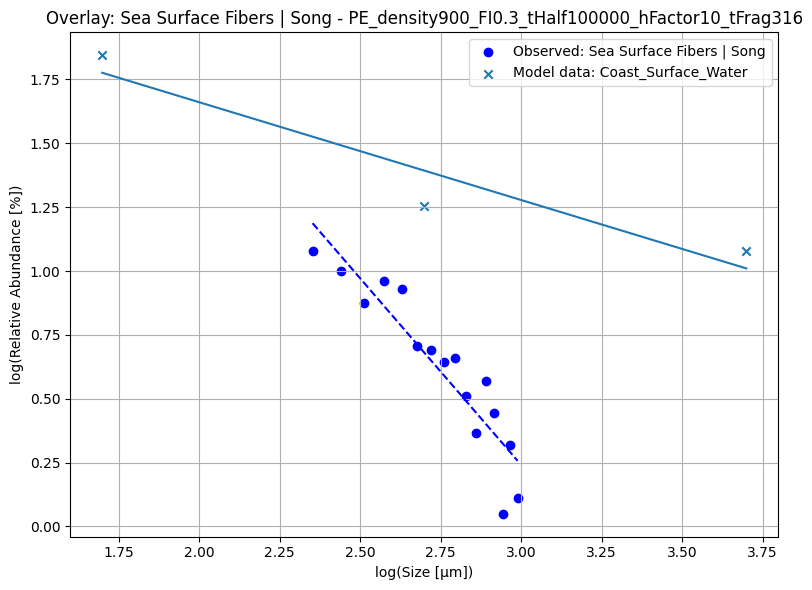 Overlay: Sea Surface Fibers | Song - PE_density900_FI0.3_tHalf100000_hFactor10_tFrag316
Observed: Sea Surface Fibers | Song
Model data: Coast_Surface_Water
log(Relative Abundance [%])
1.75
1.50
1.25
1.00
0.75
0.50
0.25
0.00
1.75 2.00 2.25 2.50 2.75 3.00 3.25 3.50 3.75
log(Size [µm])